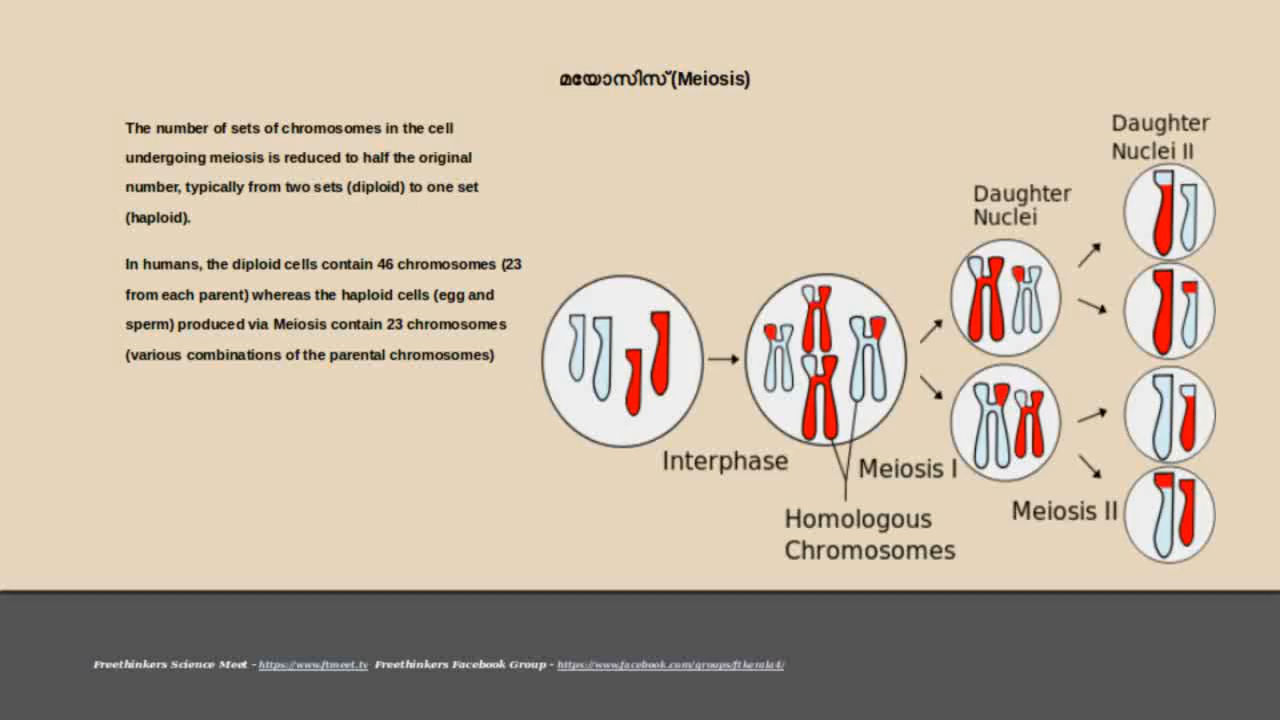 മയോസിസ് (Meiosis)
The number of sets of chromosomes in the cell
undergoing meiosis is reduced to half the original
number, typically from two sets (diploid) to one set
(haploid).
In humans, the diploid cells contain 46 chromosomes (23
from each parent) whereas the haploid cells (egg and
sperm) produced via Meiosis contain 23 chromosomes
(various combinations of the parental chromosomes)
Daughter
Nuclei II
Daughter
Nuclei
Interphase
Meiosis I
Homologous
Chromosomes
Meiosis II
Freethinkers Science Meet - https://www.ftmeet.tv Freethinkers Facebook Group - https://www.facebook.com/groups/ftkerala4/